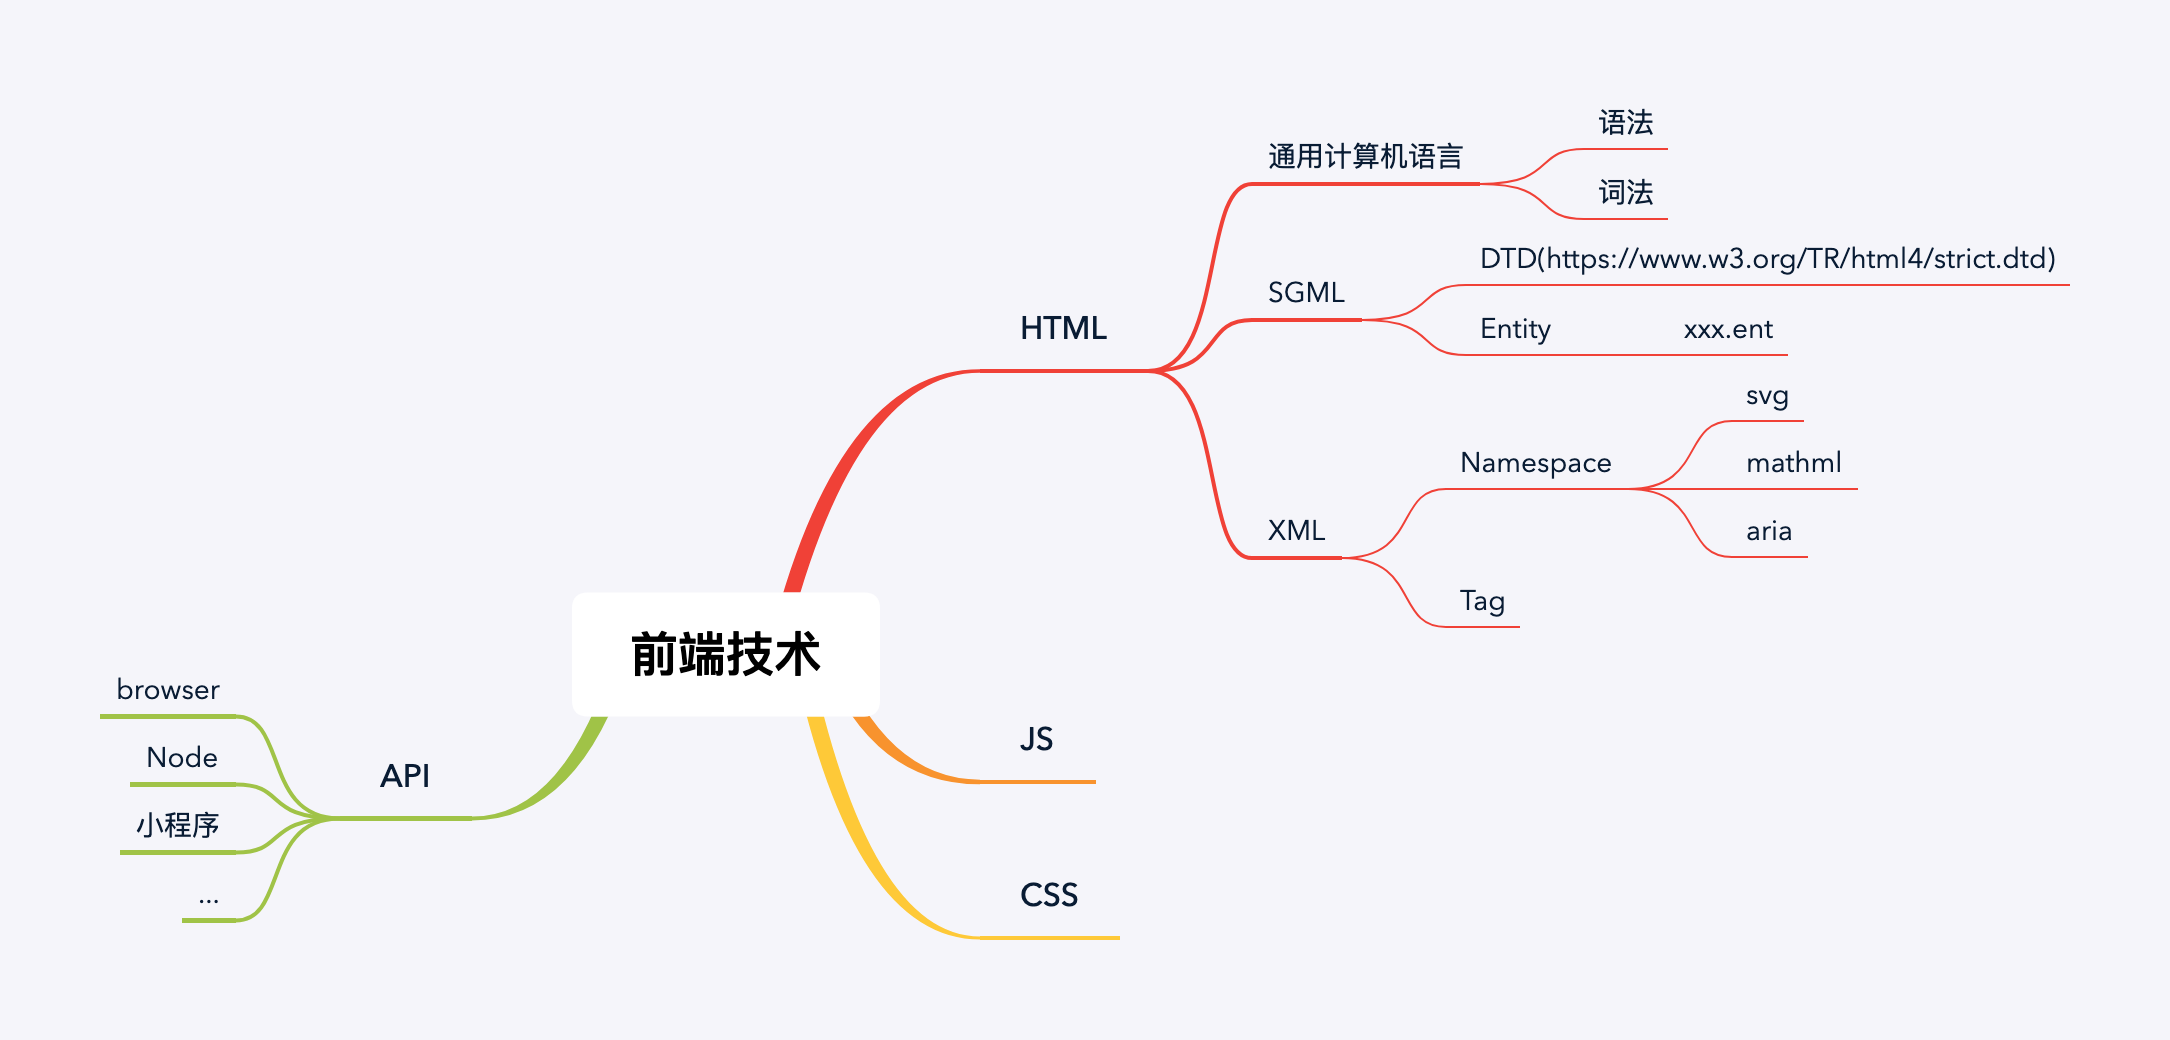 前端技术
HTML
通用计算机语言
语法
词法
SGML
DTD(https://www.w3.org/TR/html4/strict.dtd)
Entity
xxx.ent
XML
Namespace
svg
mathml
aria
Tag
JS
CSS
API
browser
Node
小程序
...